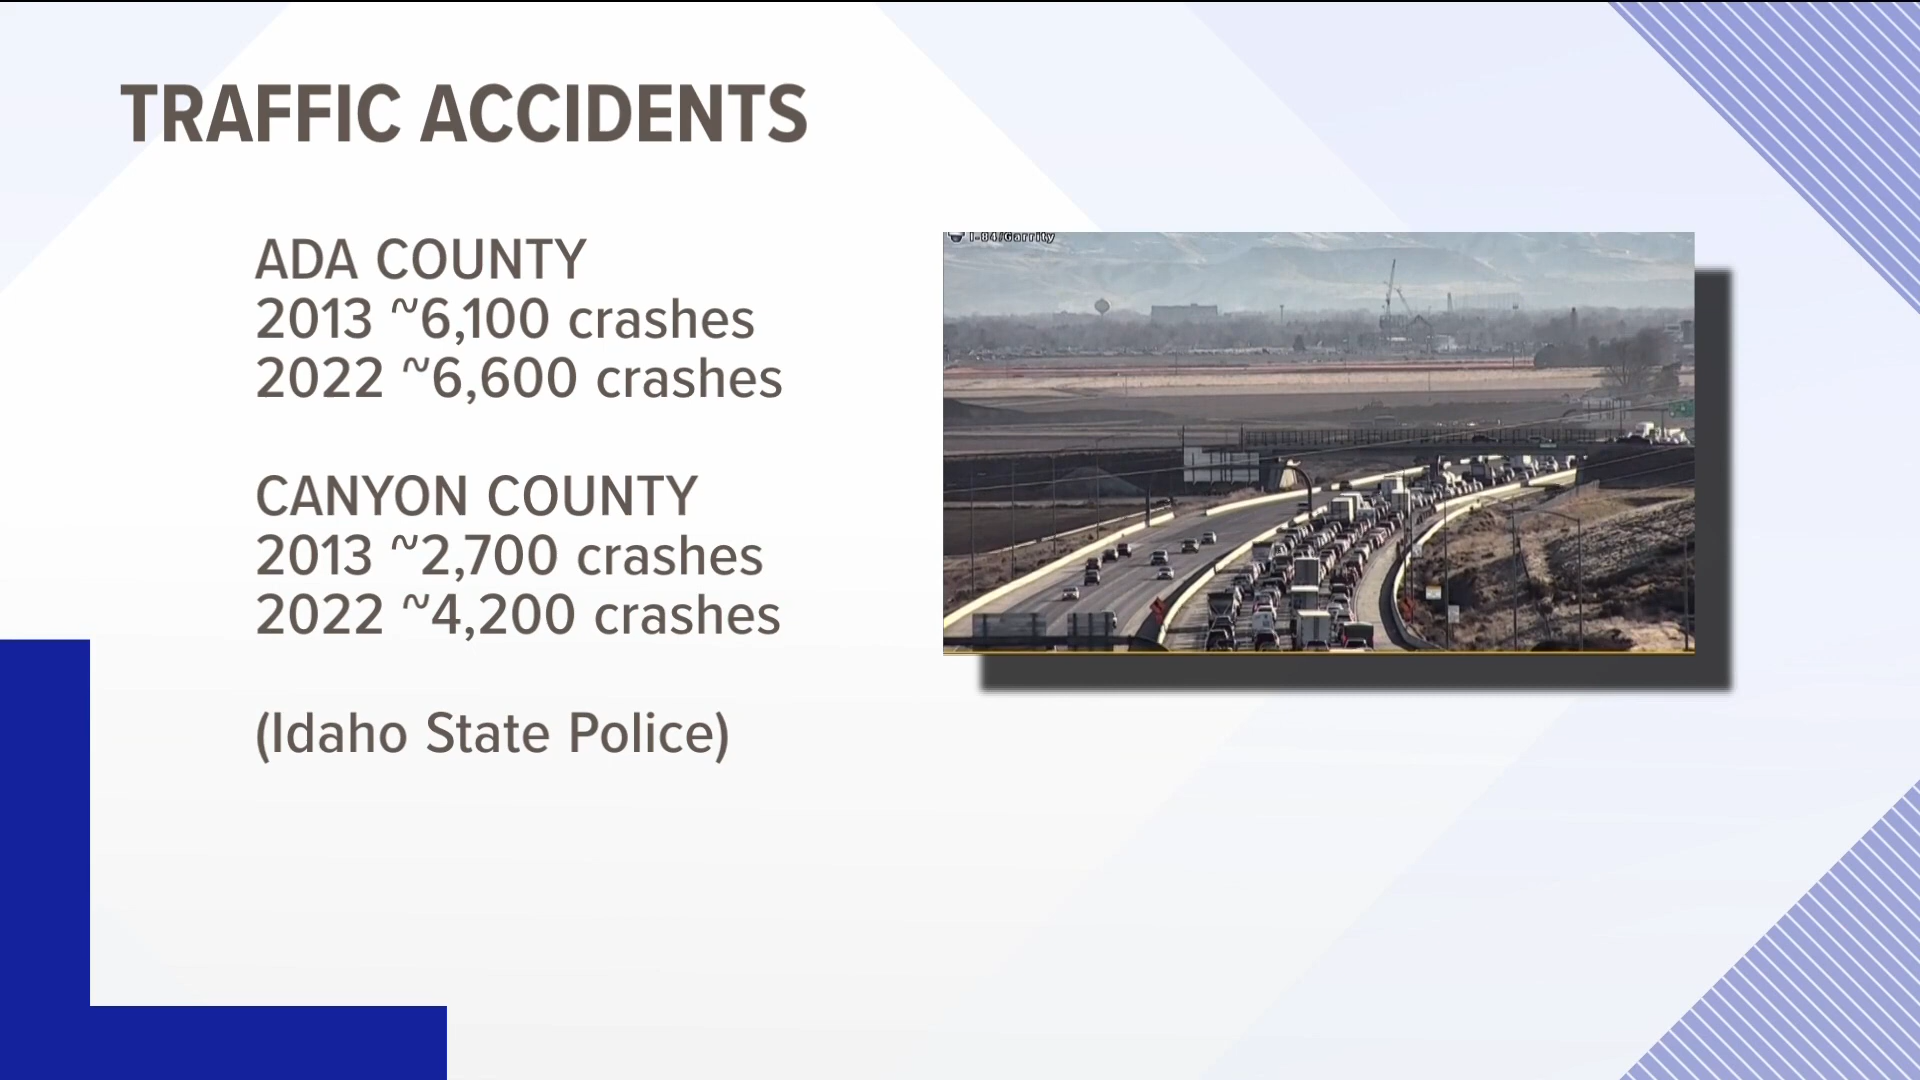 TRAFFIC ACCIDENTS
ADA COUNTY
2013 ~6,100 crashes
2022 ~6,600 crashes
CANYON COUNTY
2013 ~2,700 crashes
2022 ~4,200 crashes
(Idaho State Police)
I-84/Garrity